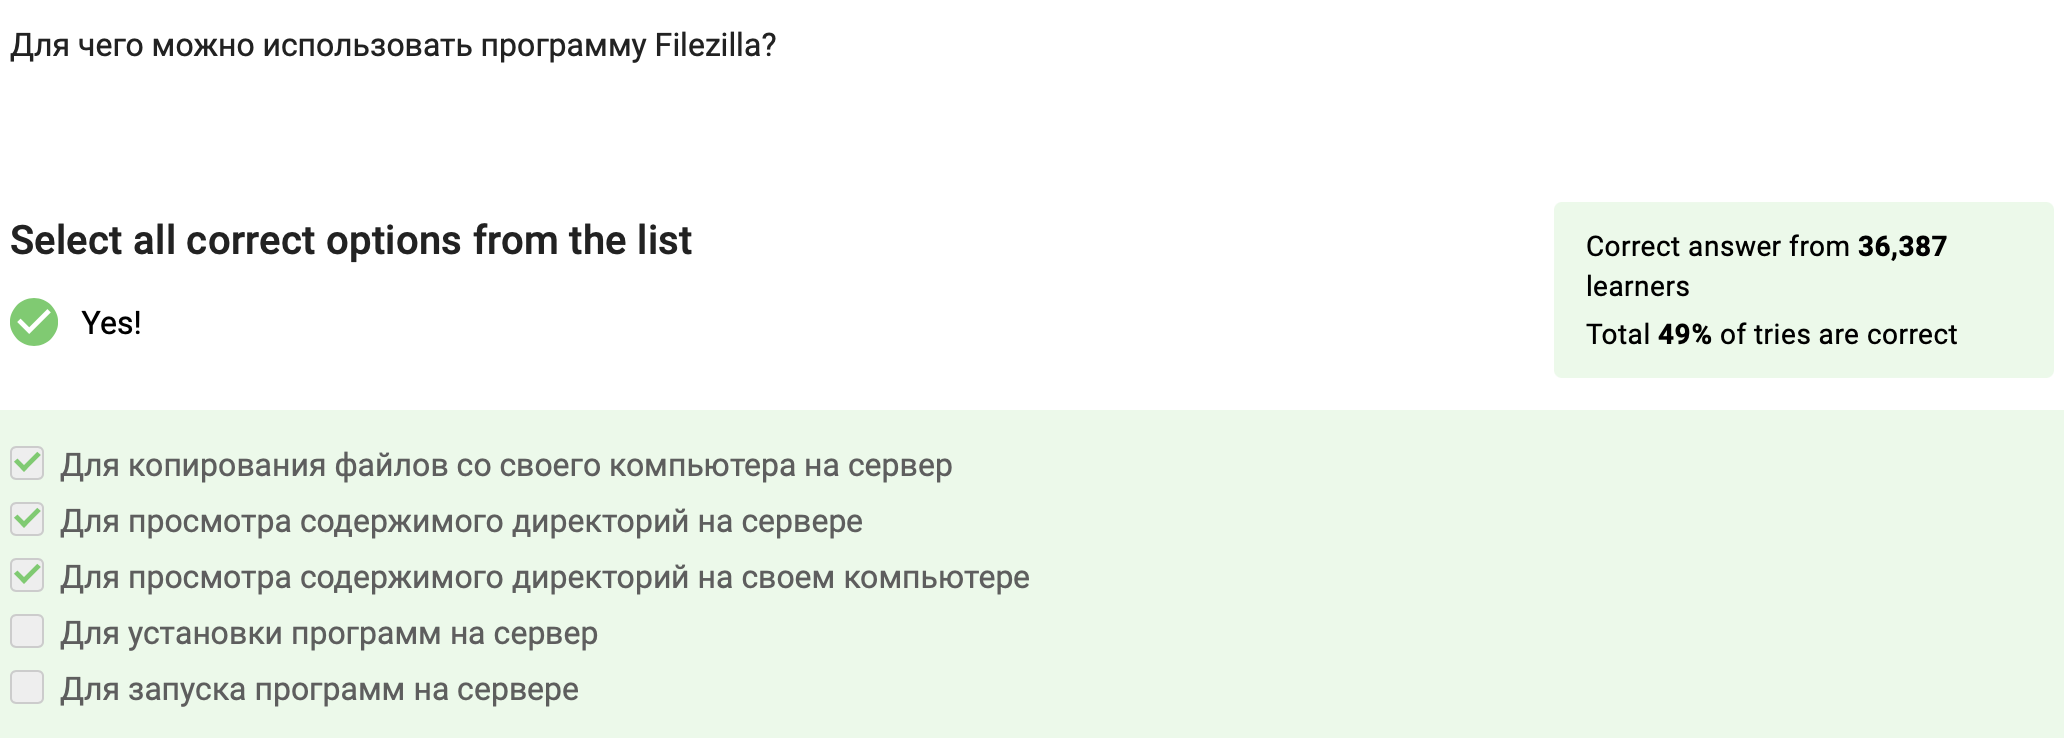 Для чего можно использовать программу Filezilla?
Select all correct options from the list
Yes!
Correct answer from 36,387
learners
Total 49% of tries are correct
Для копирования файлов со своего компьютера на сервер
Для просмотра содержимого директорий на сервере
Для просмотра содержимого директорий на своем компьютере
Для установки программ на сервер
Для запуска программ на сервере